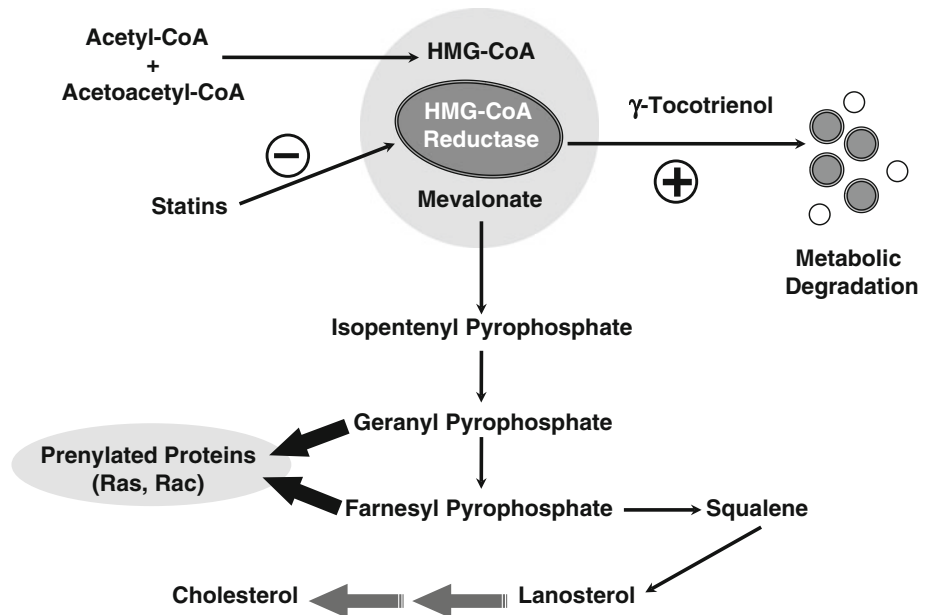 Acetyl-CoA
+
Acetoacetyl-CoA
HMG-CoA
HMG-CoA
Reductase
γ-Tocotrienol
−
+
Statins
Mevalonate
Metabolic
Degradation
Isopentenyl Pyrophosphate
Geranyl Pyrophosphate
Prenylated Proteins
(Ras, Rac)
Farnesyl Pyrophosphate
Squalene
Cholesterol
Lanosterol